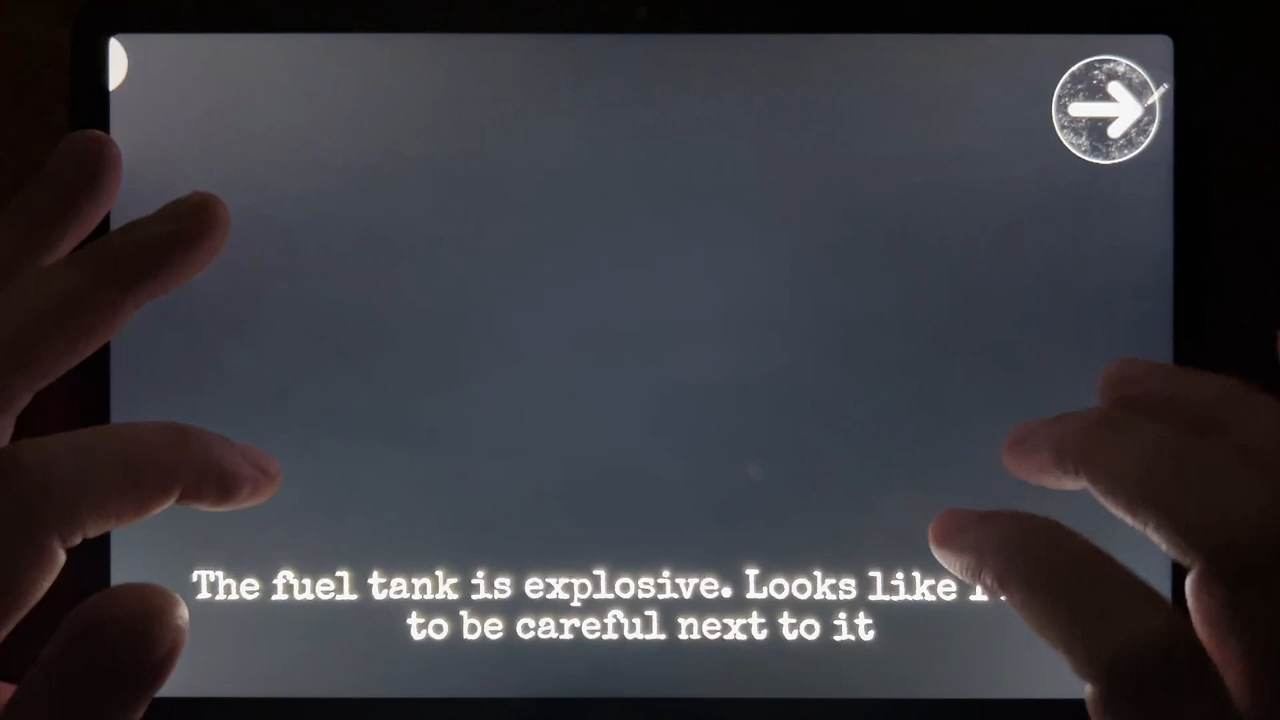 The fuel tank is explosive. Looks like
to be careful next to it